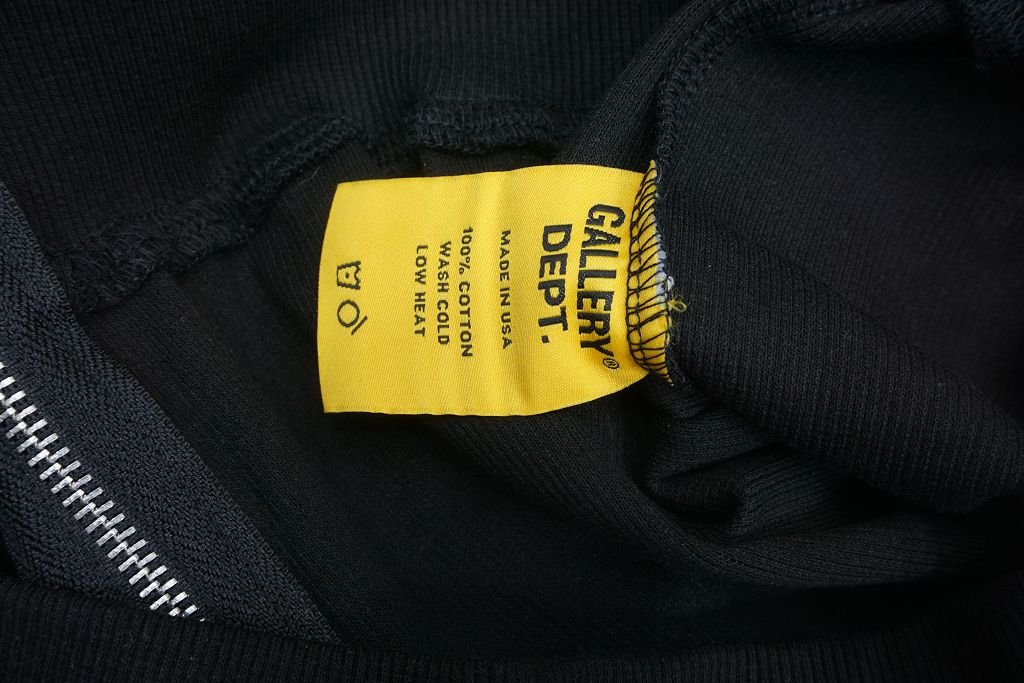 GALLERY®
DEPT.
MADE IN USA
100% COTTON
WASH COLD
LOW HEAT